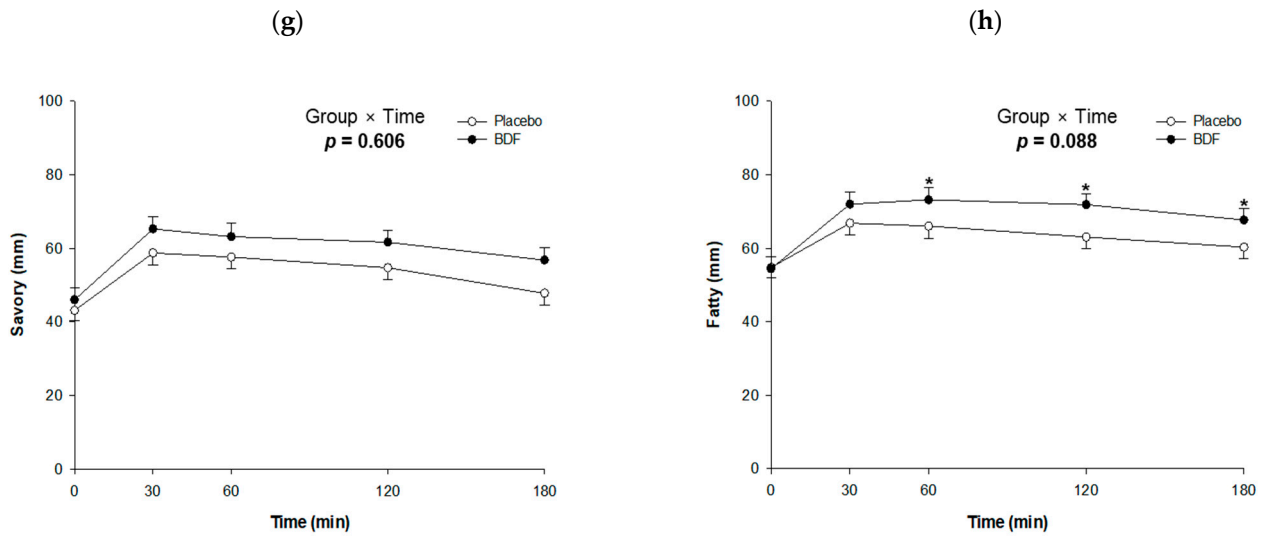 (g)
100
80
60
40
20
0
Savory (mm)
Group × Time
p = 0.606
Placebo
BDF
0 30 60 120 180
Time (min)
(h)
100
80
60
40
20
0
Fatty (mm)
Group × Time
p = 0.088
Placebo
BDF
*
*
*
0 30 60 120 180
Time (min)